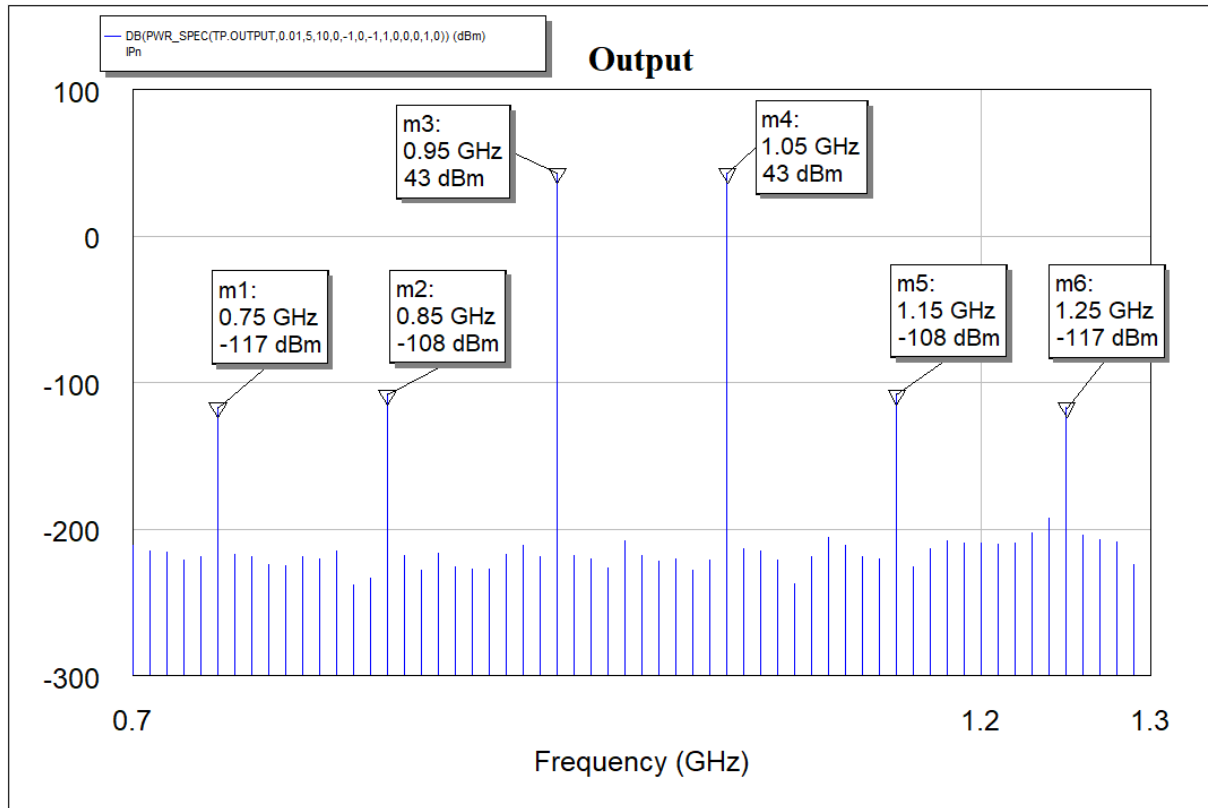 DB(PWR_SPEC(TP.OUTPUT,0.01,5,10,0,-1,0,-1,1,0,0,0,1,0)) (dBm)
IPn
Output
100
0
-100
-200
-300
m3:
0.95 GHz
43 dBm
m4:
1.05 GHz
43 dBm
m1:
0.75 GHz
-117 dBm
m2:
0.85 GHz
-108 dBm
m5:
1.15 GHz
-108 dBm
m6:
1.25 GHz
-117 dBm
0.7
1.2
1.3
Frequency (GHz)